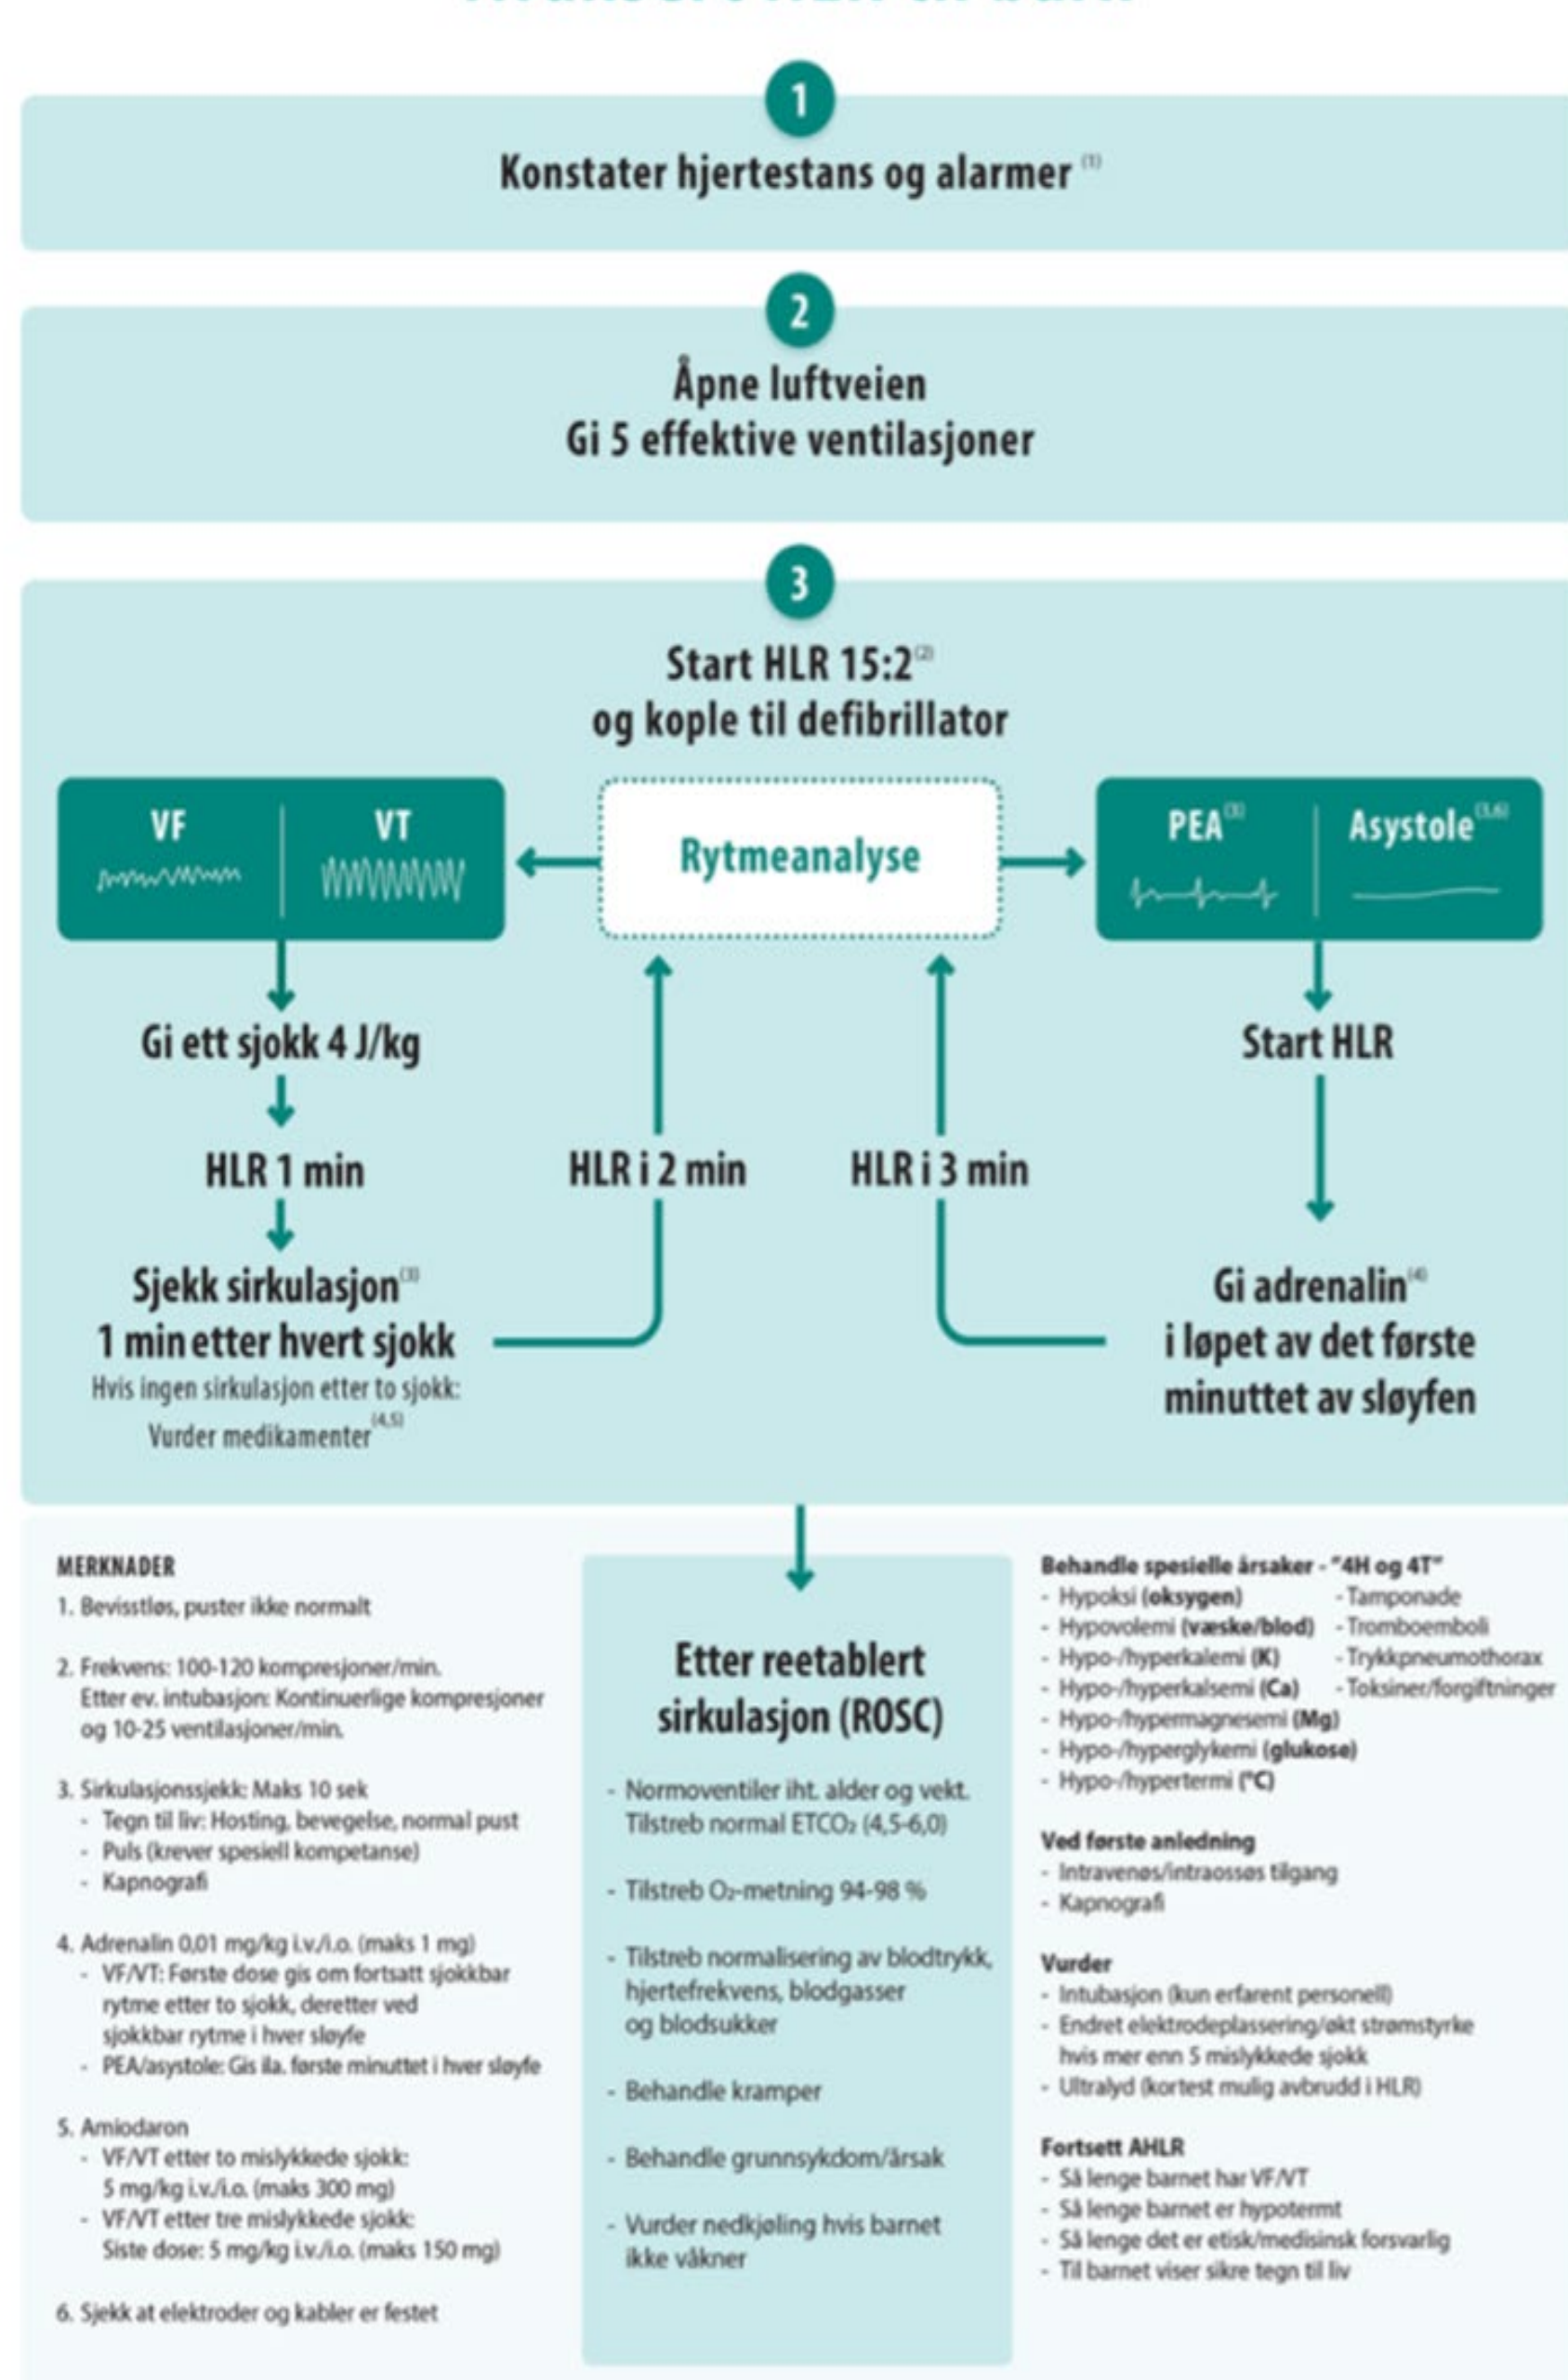 1
Konstater hjertestans og alarmer (1)
2
Åpne luftveien
Gi 5 effektive ventilasjoner
3
Start HLR 15:2(2)
og kople til defibrillator
VF
VT
Rytmeanalyse
PEA(3)
Asystole(3,6)
Gi ett sjokk 4 J/kg
Start HLR
HLR 1 min
HLR i 2 min
HLR i 3 min
Sjekk sirkulasjon(3)
1 min etter hvert sjokk
Hvis ingen sirkulasjon etter to sjokk:
Vurder medikamenter(4,5)
Gi adrenalin(4)
i løpet av det første
minuttet av sløyfen
MERKNADER
1. Bevisstløs, puster ikke normalt
2. Frekvens: 100-120 kompresjoner/min.
Etter ev. intubasjon: Kontinuerlige kompresjoner
og 10-25 ventilasjoner/min.
3. Sirkulasjonssjekk: Maks 10 sek
- Tegn til liv: Hosting, bevegelse, normal pust
- Puls (krever spesiell kompetanse)
- Kapnografi
4. Adrenalin 0,01 mg/kg i.v./i.o. (maks 1 mg)
- VF/VT: Første dose gis om fortsatt sjokkbar
rytme etter to sjokk, deretter ved
sjokkbar rytme i hver sløyfe
- PEA/asystole: Gis ila. første minuttet i hver sløyfe
5. Amiodaron
- VF/VT etter to mislykkede sjokk:
5 mg/kg i.v./i.o. (maks 300 mg)
- VF/VT etter tre mislykkede sjokk:
Siste dose: 5 mg/kg i.v./i.o. (maks 150 mg)
6. Sjekk at elektroder og kabler er festet
Etter reetablert
sirkulasjon (ROSC)
- Normoventiler iht. alder og vekt.
Tilstreb normal ETCO₂ (4,5-6,0)
- Tilstreb O₂-metning 94-98 %
- Tilstreb normalisering av blodtrykk,
hjertefrekvens, blodgasser
og blodsukker
- Behandle kramper
- Behandle grunnsykdom/årsak
- Vurder nedkjøling hvis barnet
ikke våkner
Behandle spesielle årsaker - "4H og 4T"
- Hypoksi (oksygen) - Tamponade
- Hypovolemi (væske/blod) - Tromboemboli
- Hypo-/hyperkalemi (K) - Trykkpneumothorax
- Hypo-/hyperkalsemi (Ca) - Toksiner/forgiftninger
- Hypo-/hypermagnesemi (Mg)
- Hypo-/hyperglykemi (glukose)
- Hypo-/hypertermi (°C)
Ved første anledning
- Intravenøs/intraossøs tilgang
- Kapnografi
Vurder
- Intubasjon (kun erfarent personell)
- Endret elektrodeplassering/økt strømstyrke
hvis mer enn 5 mislykkede sjokk
- Ultralyd (kortest mulig avbrudd i HLR)
Fortsett AHLR
- Så lenge barnet har VF/VT
- Så lenge barnet er hypotermt
- Så lenge det er etisk/medisinsk forsvarlig
- Til barnet viser sikre tegn til liv